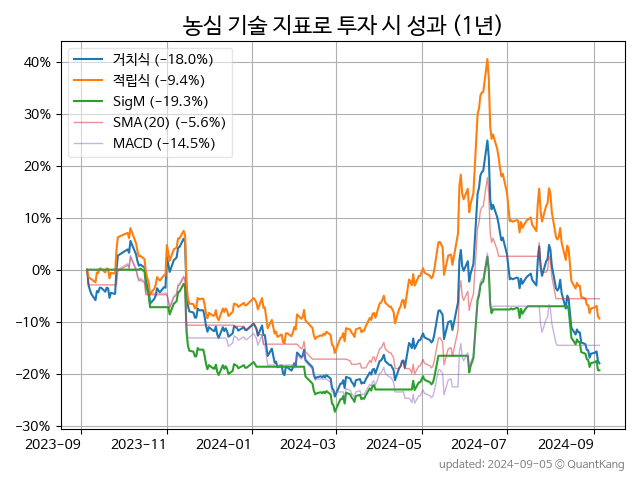 농심 기술 지표로 투자 시 성과 (1년)
거치식 (−18.0%)
적립식 (−9.4%)
SigM (−19.3%)
SMA(20) (−5.6%)
MACD (−14.5%)
40%
30%
20%
10%
0%
−10%
−20%
−30%
2023-09
2023-11
2024-01
2024-03
2024-05
2024-07
2024-09
updated: 2024-09-05 © QuantKang